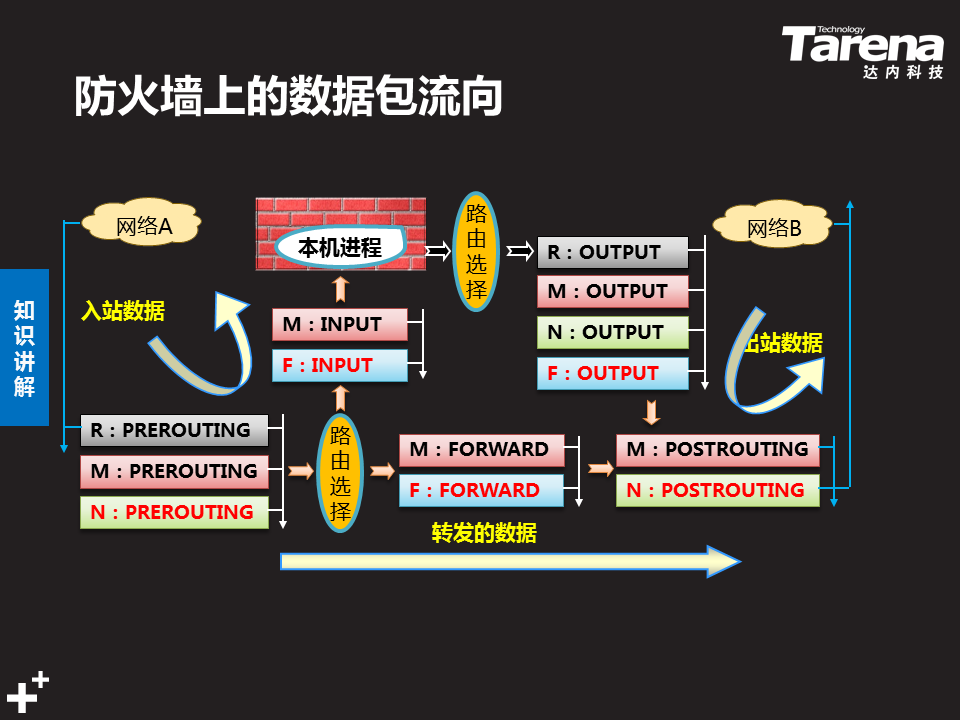 Technology
Tarena
达内科技
防火墙上的数据包流向
网络A
本机进程
路由选择
网络B
R：OUTPUT
M：OUTPUT
N：OUTPUT
F：OUTPUT
知识讲解
入站数据
M：INPUT
F：INPUT
出站数据
R：PREROUTING
M：PREROUTING
N：PREROUTING
路由选择
M：FORWARD
F：FORWARD
M：POSTROUTING
N：POSTROUTING
转发的数据